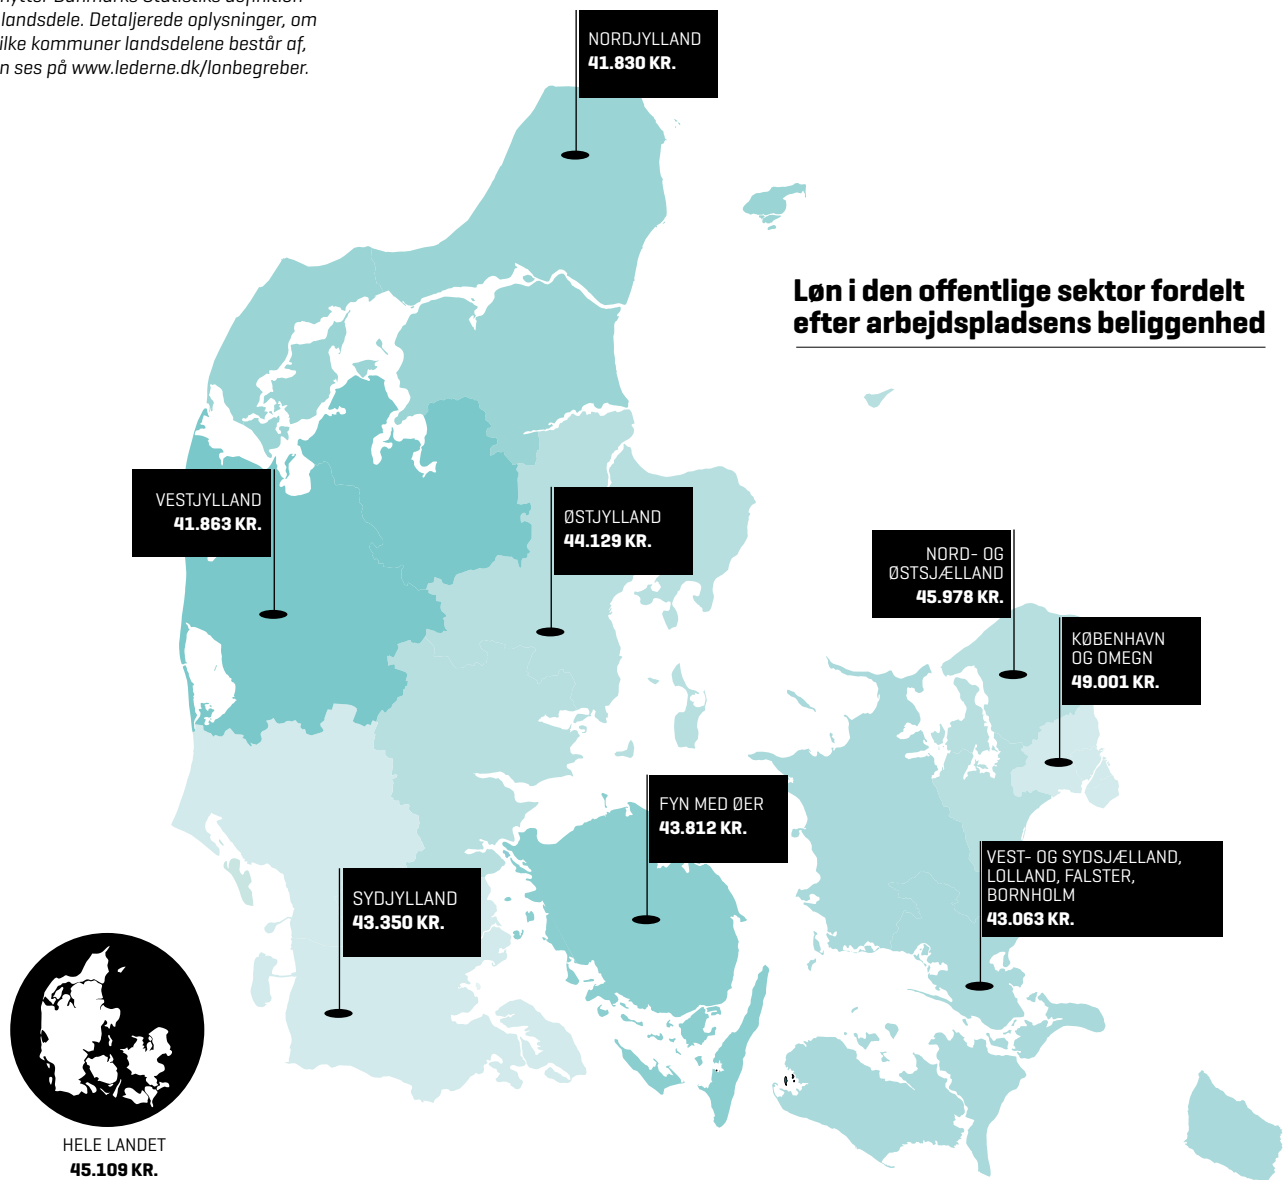 landsdele. Detaljerede oplysninger, om
kommuner landsdelene består af,
ses på www.lederne.dk/lonbegreber.
NORDJYLLAND
41.830 KR.
Løn i den offentlige sektor fordelt
efter arbejdspladsens beliggenhed
VESTJYLLAND
41.863 KR.
ØSTJYLLAND
44.129 KR.
NORD- OG
ØSTSJÆLLAND
45.978 KR.
KØBENHAVN
OG OMEGN
49.001 KR.
FYN MED ØER
43.812 KR.
VEST- OG SYDSJÆLLAND,
LOLLAND, FALSTER,
BORNHOLM
43.063 KR.
SYDJYLLAND
43.350 KR.
HELE LANDET
45.109 KR.